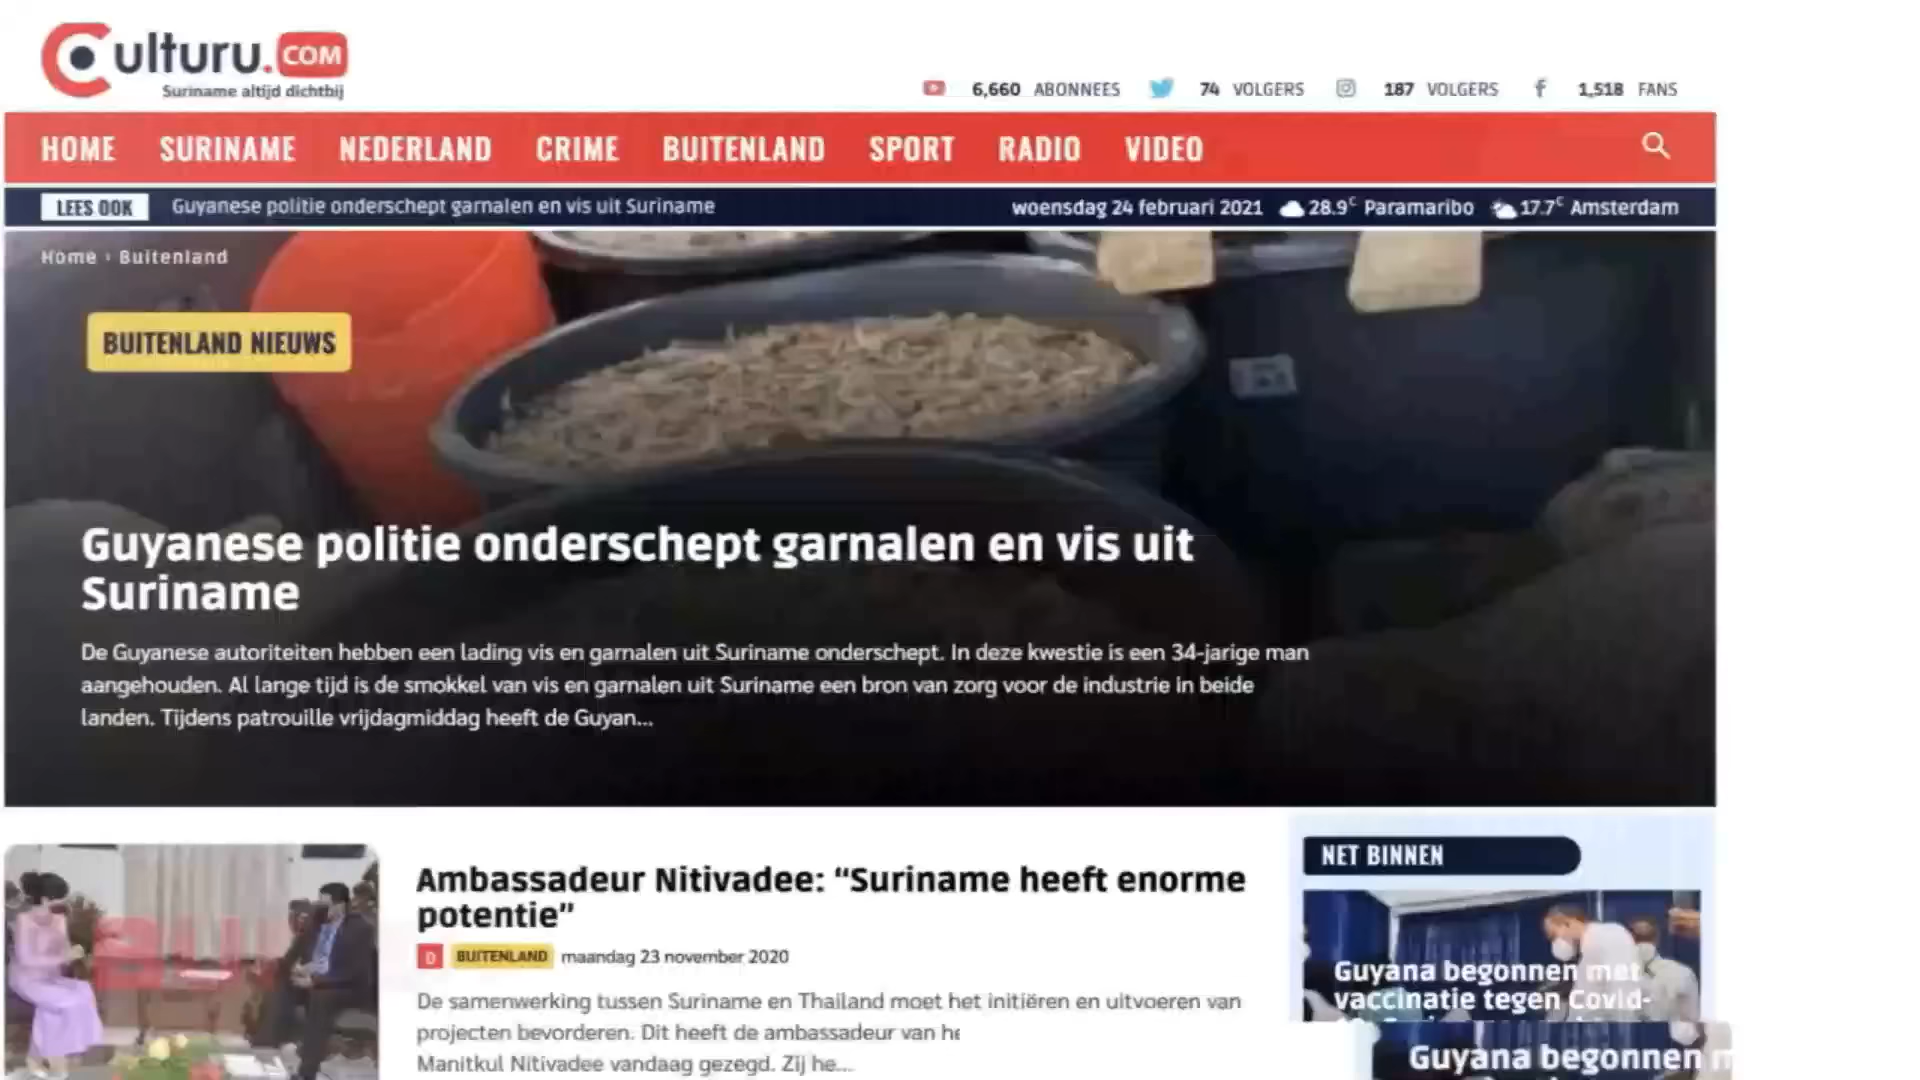 Culturu.COM
Suriname altijd dichtbij
6,660 ABONNEES 74 VOLGERS 187 VOLGERS 1,518 FANS
HOME SURINAME NEDERLAND CRIME BUITENLAND SPORT RADIO VIDEO
LEES OOK Guyanese politie onderschept garnalen en vis uit Suriname woensdag 24 februari 2021 28.9C Paramaribo 17.7C Amsterdam
Home › Buitenland
BUITENLAND NIEUWS
Guyanese politie onderschept garnalen en vis uit
Suriname
De Guyanese autoriteiten hebben een lading vis en garnalen uit Suriname onderschept. In deze kwestie is een 34-jarige man
aangehouden. Al lange tijd is de smokkel van vis en garnalen uit Suriname een bron van zorg voor de industrie in beide
landen. Tijdens patrouille vrijdagmiddag heeft de Guyan...
Ambassadeur Nitivadee: “Suriname heeft enorme
potentie”
D BUITENLAND maandag 23 november 2020
De samenwerking tussen Suriname en Thailand moet het initiëren en uitvoeren van
projecten bevorderen. Dit heeft de ambassadeur van
Manitkul Nitivadee vandaag gezegd. Zij he...
NET BINNEN
Guyana begonnen met
vaccinatie tegen Covid-
Guyana begonnen